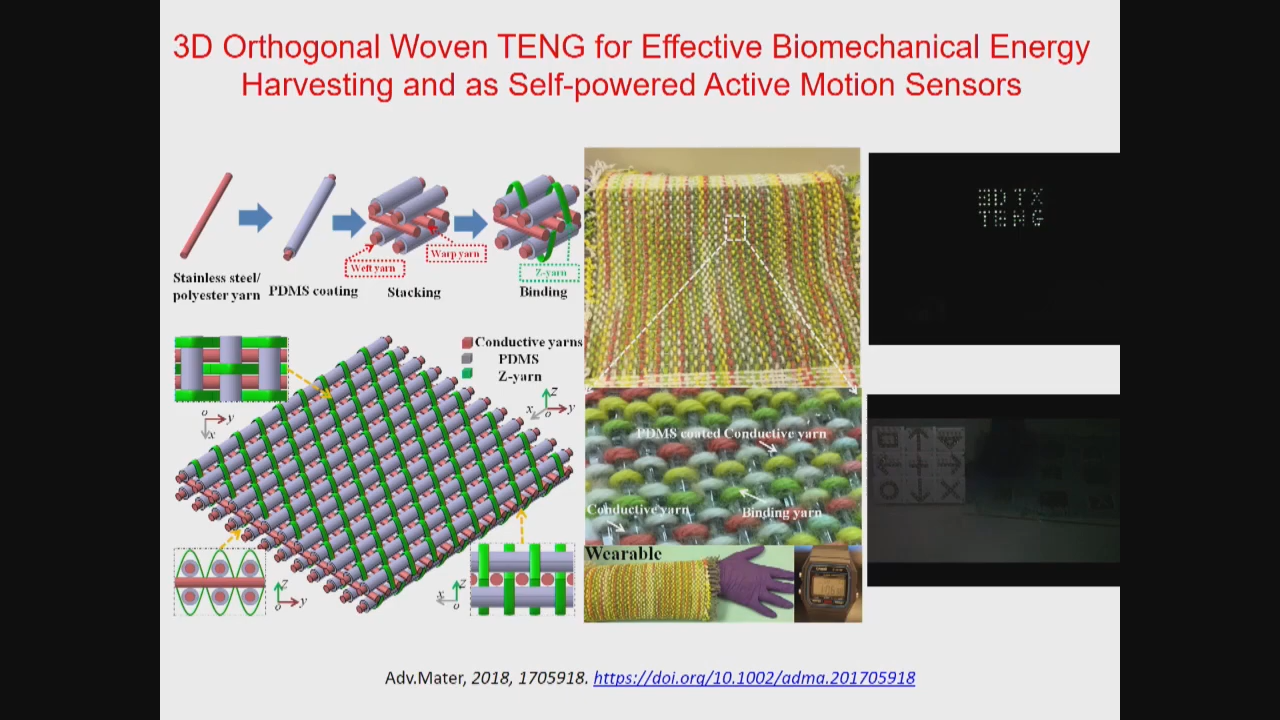 3D Orthogonal Woven TENG for Effective Biomechanical Energy
Harvesting and as Self-powered Active Motion Sensors
Stainless steel/
polyester yarn
PDMS coating
Weft yarn
Warp yarn
Stacking
Z-yarn
Binding
Conductive yarns
PDMS
Z-yarn
z
x
o
y
o
y
x
z
o
y
x
z
o
PDMS coated Conductive yarn
Conductive yarn
Binding yarn
Wearable
3DTX
TENG
Adv.Mater, 2018, 1705918. https://doi.org/10.1002/adma.201705918